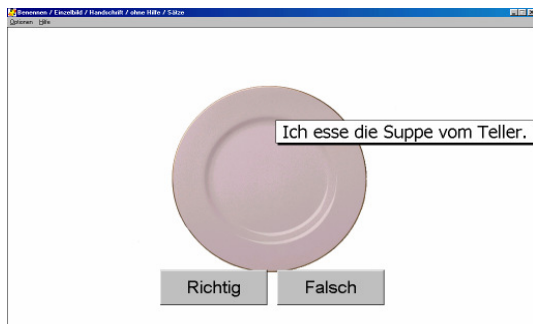 Benennen / Einzelbild / Handschrift / ohne Hilfe / Sätze
Optionen Hilfe
Ich esse die Suppe vom Teller.
Richtig Falsch